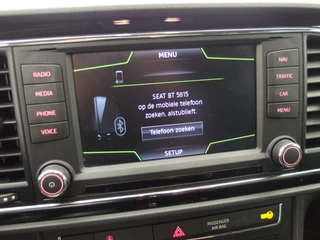 MENU
RADIO
NAV
MEDIA
TRAFFIC
PHONE
CAR
VOICE
MENU
SEAT BT 5815
op de mobiele telefoon
zoeken, alstublieft.
Telefoon zoeken
SETUP
PASSENGER
AIR BAG